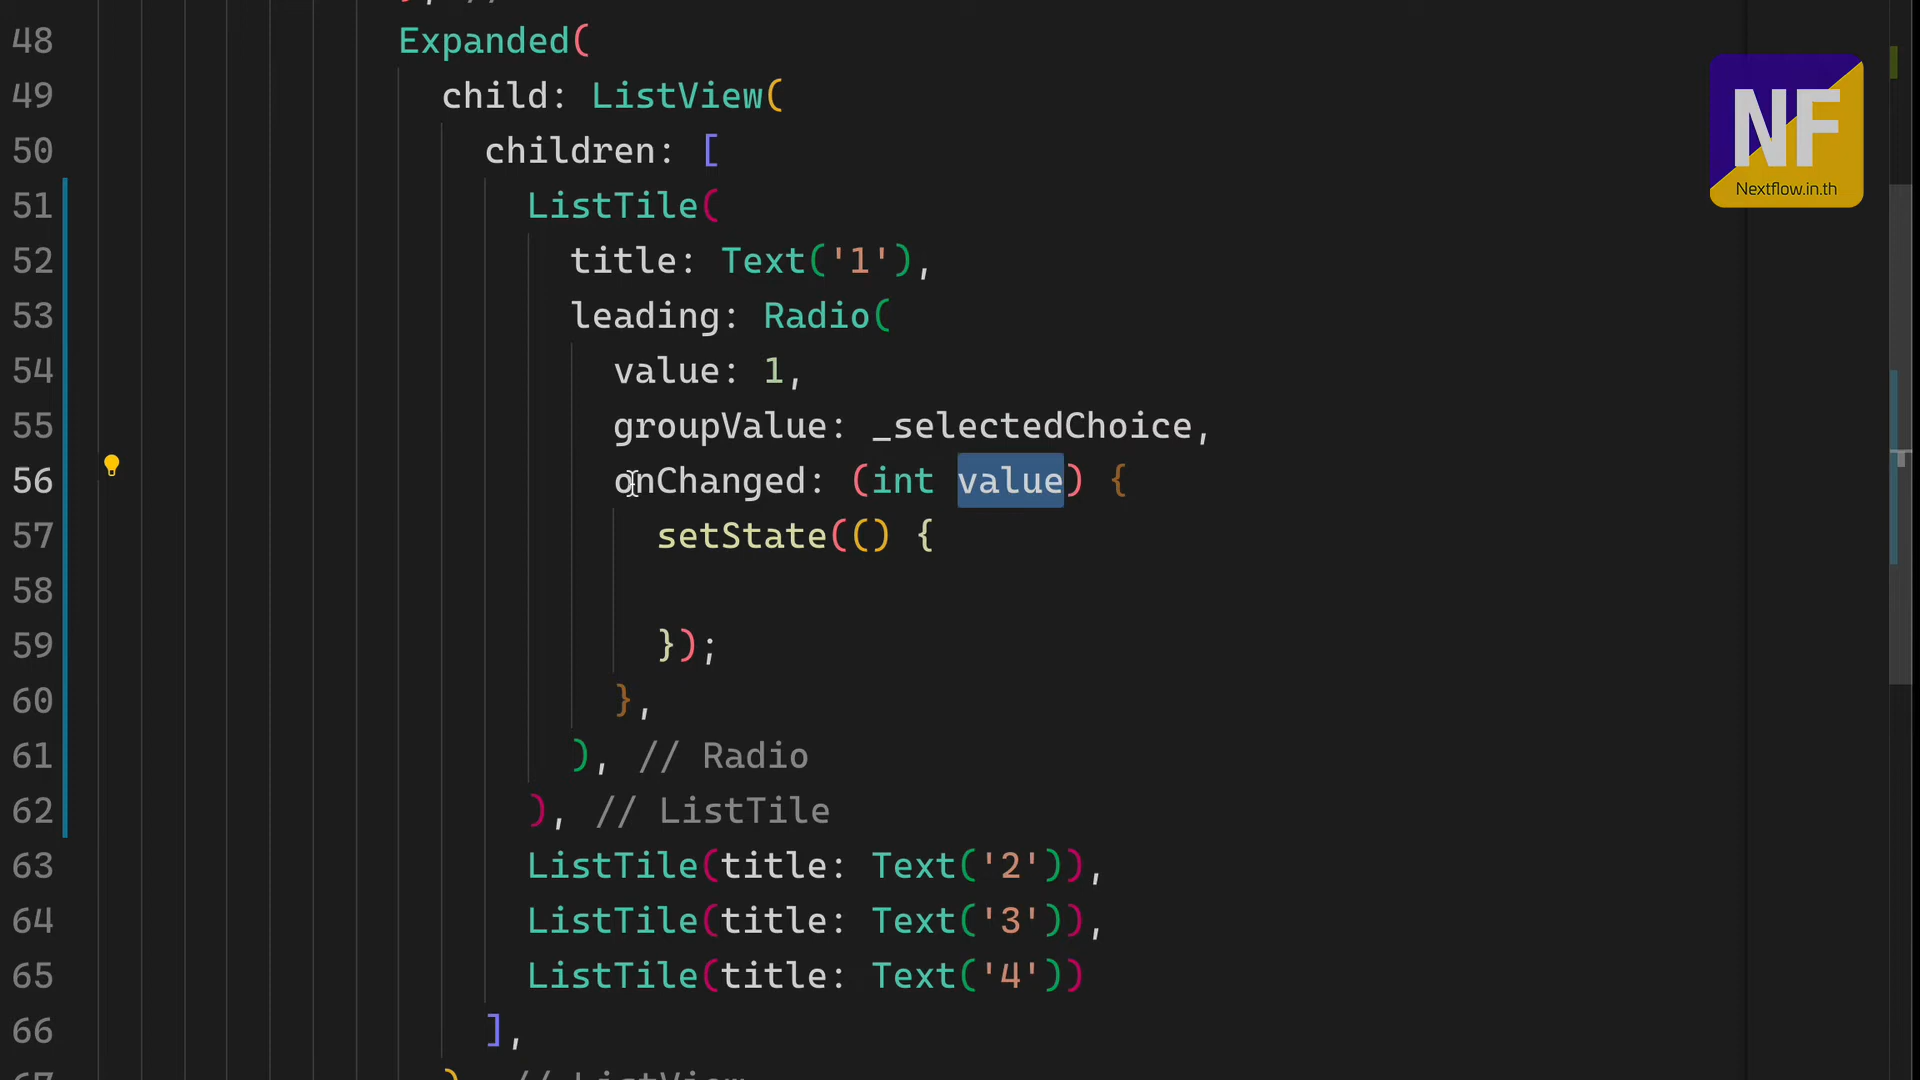 48 Expanded(
49 child: ListView(
50 children: [
51 ListTile(
52 title: Text('1'),
53 leading: Radio(
54 value: 1,
55 groupValue: _selectedChoice,
56 onChanged: (int value) {
57 setState(() {
58
59 });
60 },
61 ), // Radio
62 ), // ListTile
63 ListTile(title: Text('2')),
64 ListTile(title: Text('3')),
65 ListTile(title: Text('4'))
66 ],
67 ), // ListView
NF
Nextflow.in.th